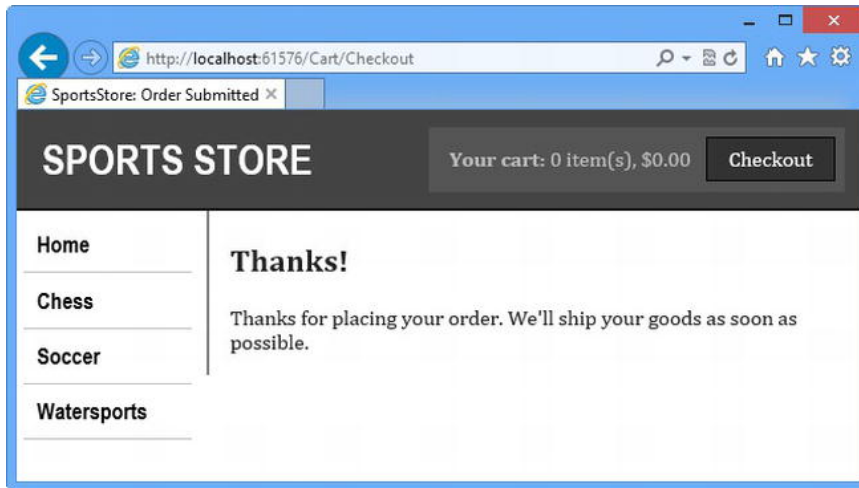 http://localhost:61576/Cart/Checkout
SportsStore: Order Submitted
SPORTS STORE
Your cart: 0 item(s), $0.00
Checkout
Home
Chess
Soccer
Watersports
Thanks!
Thanks for placing your order. We'll ship your goods as soon as
possible.